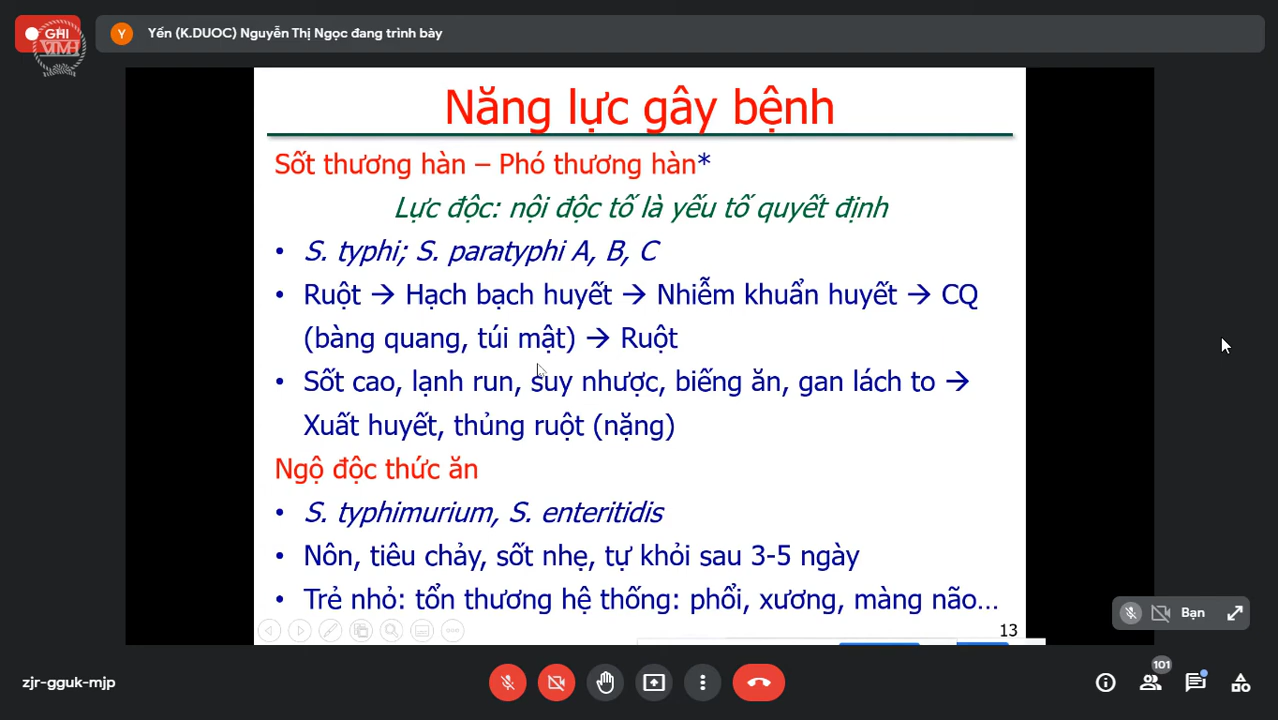 GHI
VTMH
Y
Yến (K.DUOC) Nguyễn Thị Ngọc đang trình bày
Năng lực gây bệnh
Sốt thương hàn – Phó thương hàn*
Lực độc: nội độc tố là yếu tố quyết định
• S. typhi; S. paratyphi A, B, C
• Ruột → Hạch bạch huyết → Nhiễm khuẩn huyết → CQ
(bàng quang, túi mật) → Ruột
• Sốt cao, lạnh run, suy nhược, biếng ăn, gan lách to →
Xuất huyết, thủng ruột (nặng)
Ngộ độc thức ăn
• S. typhimurium, S. enteritidis
• Nôn, tiêu chảy, sốt nhẹ, tự khỏi sau 3-5 ngày
• Trẻ nhỏ: tổn thương hệ thống: phổi, xương, màng não...
Bạn
13
zjr-gguk-mjp
101